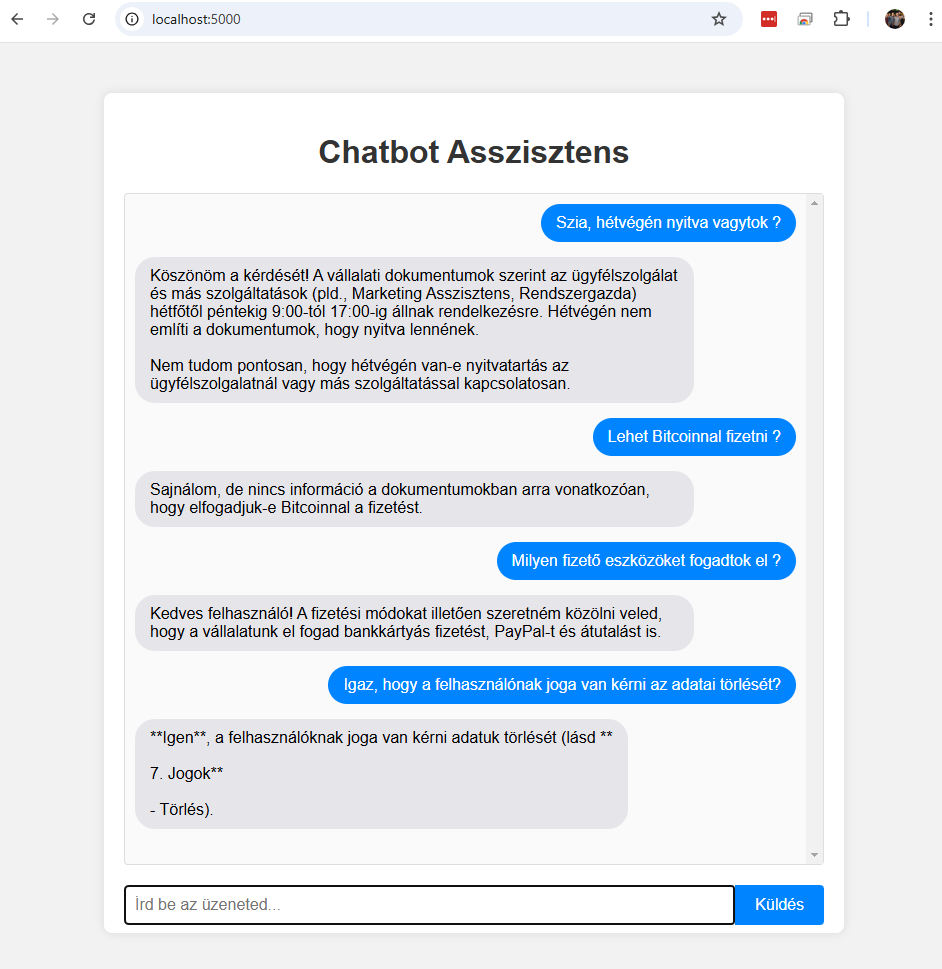 localhost:5000
Chatbot Asszisztens
Szia, hétvégén nyitva vagytok ?
Köszönöm a kérdését! A vállalati dokumentumok szerint az ügyfélszolgálat
és más szolgáltatások (pld., Marketing Asszisztens, Rendszergazda)
hétfőtől péntekig 9:00-tól 17:00-ig állnak rendelkezésre. Hétvégén nem
említi a dokumentumok, hogy nyitva lennének.
Nem tudom pontosan, hogy hétvégén van-e nyitvatartás az
ügyfélszolgalatnál vagy más szolgáltatással kapcsolatosan.
Lehet Bitcoinnal fizetni ?
Sajnálom, de nincs információ a dokumentumokban arra vonatkozóan,
hogy elfogadjuk-e Bitcoinnal a fizetést.
Milyen fizető eszközöket fogadtok el ?
Kedves felhasználó! A fizetési módokat illetően szeretném közölni veled,
hogy a vállalatunk el fogad bankkártyás fizetést, PayPal-t és átutalást is.
Igaz, hogy a felhasználónak joga van kérni az adatai törlését?
**Igen**, a felhasználóknak joga van kérni adatuk törlését (lásd **
7. Jogok**
- Törlés).
Írd be az üzeneted...
Küldés